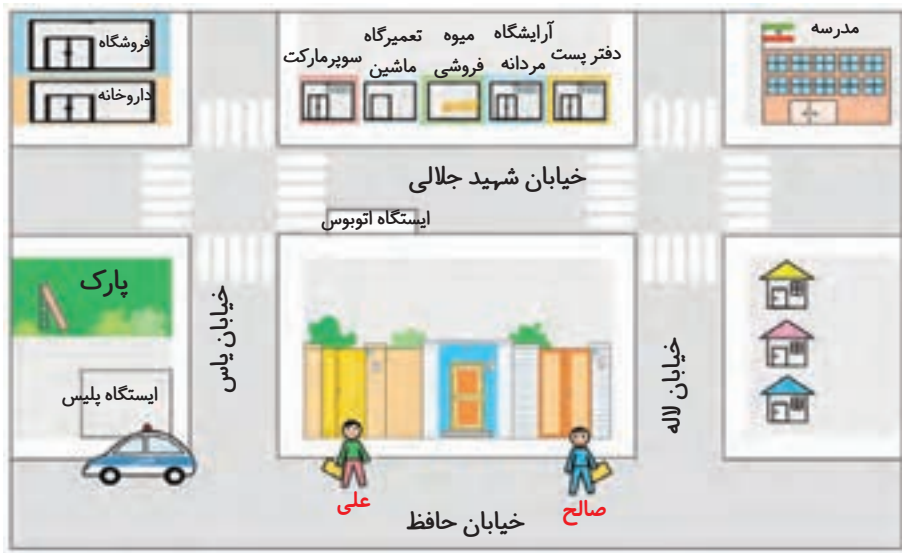 مدرسه
دفتر پست
آرایشگاه
مردانه
میوه
فروشی
تعمیرگاه
ماشین
سوپرمارکت
فروشگاه
داروخانه
خیابان شهید جلالی
ایستگاه اتوبوس
پارک
خیابان یاس
خیابان لاله
ایستگاه پلیس
صالح
علی
خیابان حافظ